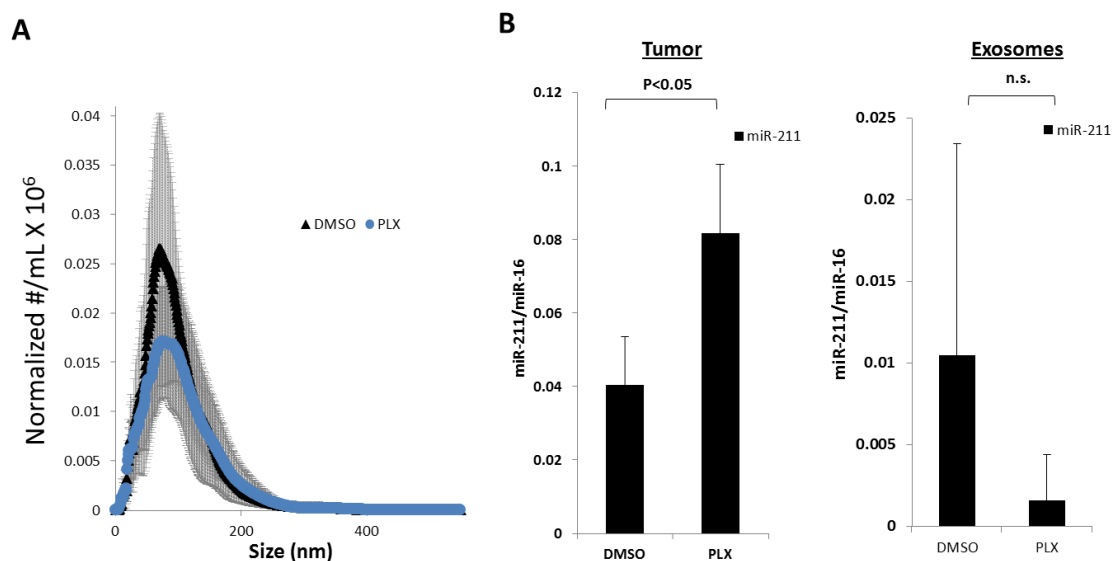 A
Normalized #/mL X 10⁶
0.04
0.035
0.03
0.025
0.02
0.015
0.01
0.005
0
0
200
400
Size (nm)
DMSO
PLX
B
Tumor
P<0.05
miR-211
miR-211/miR-16
0.12
0.1
0.08
0.06
0.04
0.02
0
DMSO
PLX
Exosomes
n.s.
miR-211
miR-211/miR-16
0.025
0.02
0.015
0.01
0.005
0
DMSO
PLX